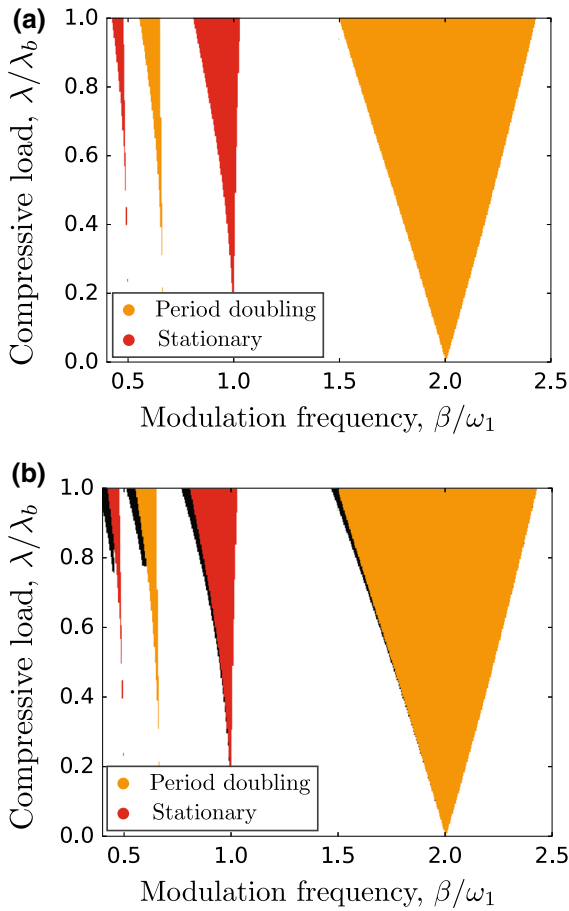 (a)
1.0
0.8
0.6
0.4
0.2
0.0
Compressive load, λ/λ_b
Period doubling
Stationary
0.5 1.0 1.5 2.0 2.5
Modulation frequency, β/ω₁
(b)
1.0
0.8
0.6
0.4
0.2
0.0
Compressive load, λ/λ_b
Period doubling
Stationary
0.5 1.0 1.5 2.0 2.5
Modulation frequency, β/ω₁